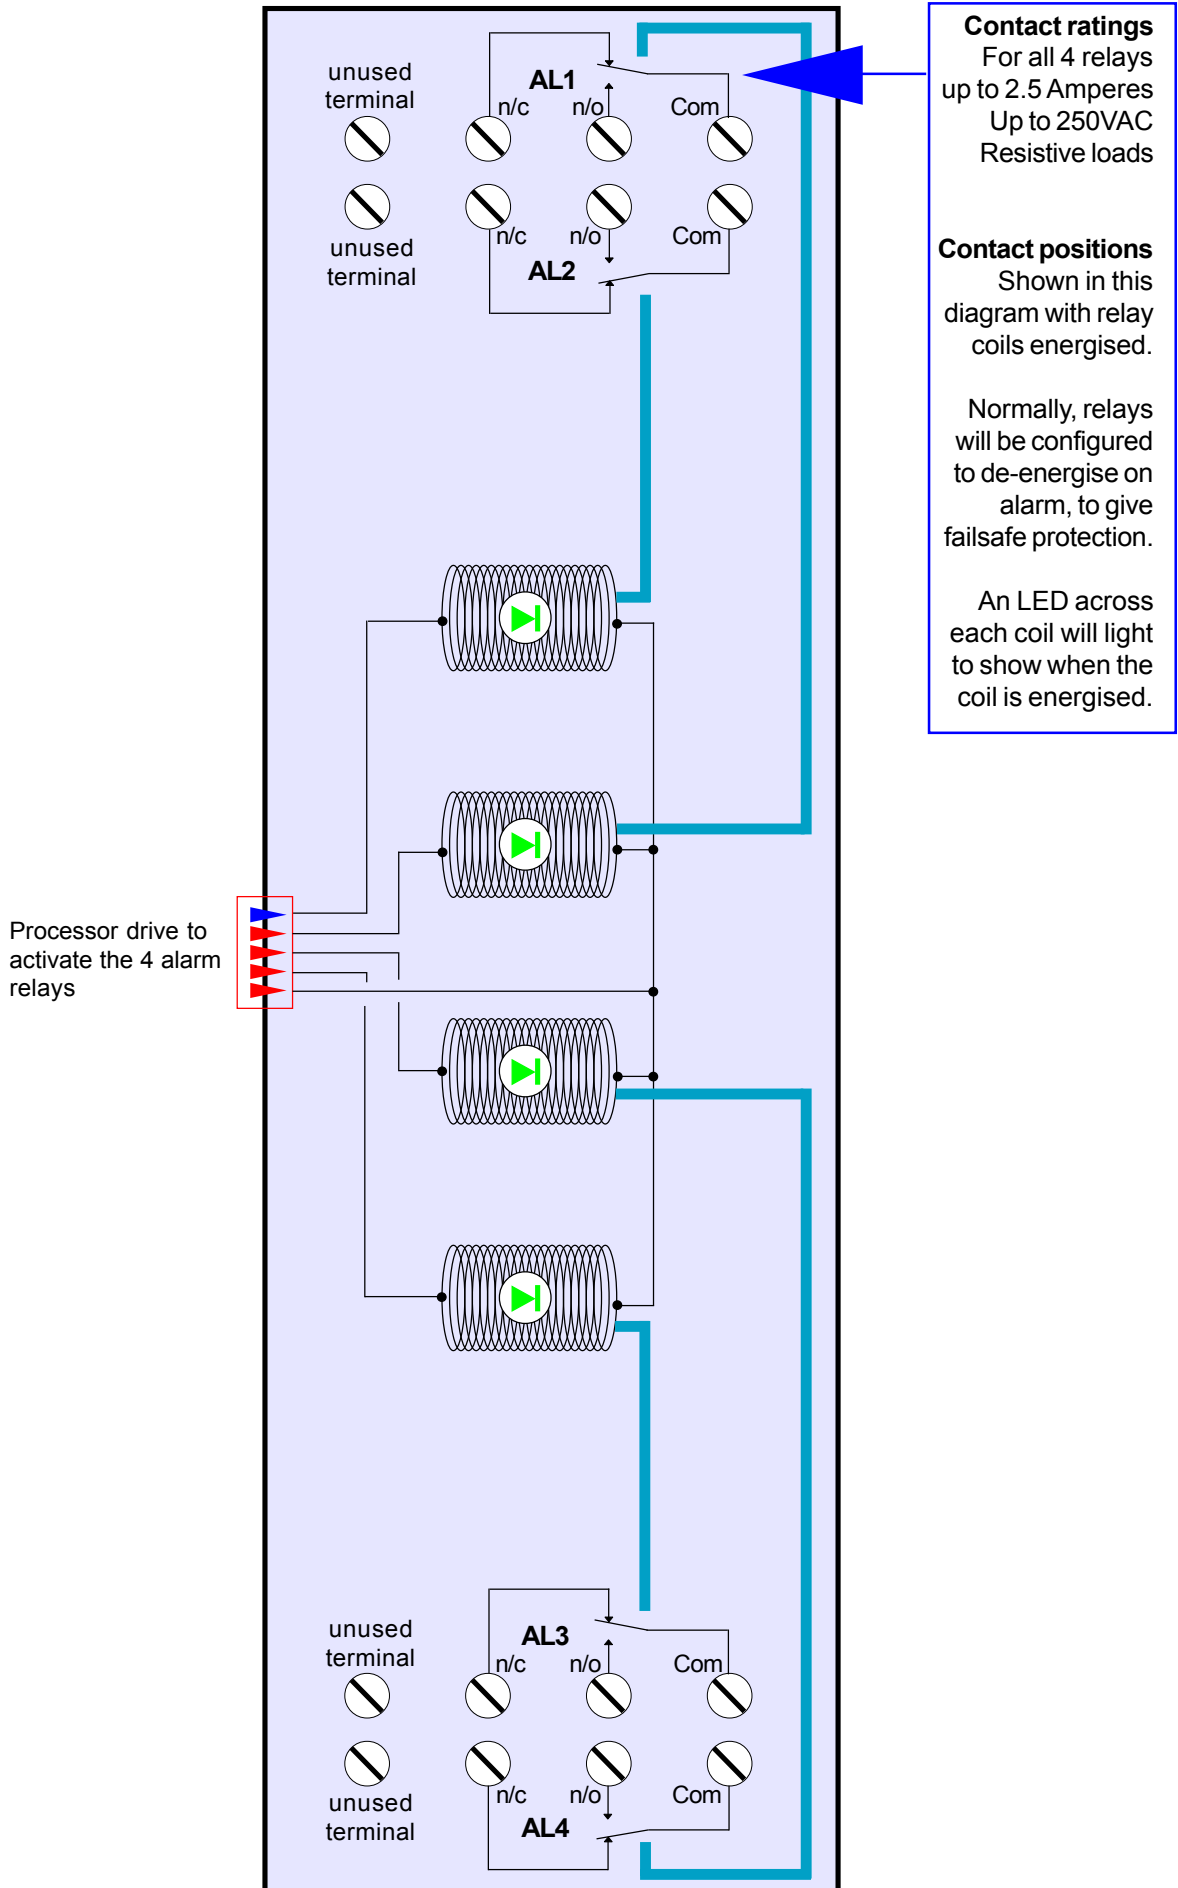 unused
terminal
AL1
n/c
n/o
Com
unused
terminal
n/c
n/o
Com
AL2
Contact ratings
For all 4 relays
up to 2.5 Amperes
Up to 250VAC
Resistive loads
Contact positions
Shown in this
diagram with relay
coils energised.
Normally, relays
will be configured
to de-energise on
alarm, to give
failsafe protection.
An LED across
each coil will light
to show when the
coil is energised.
Processor drive to
activate the 4 alarm
relays
unused
terminal
AL3
n/c
n/o
Com
unused
terminal
n/c
n/o
Com
AL4